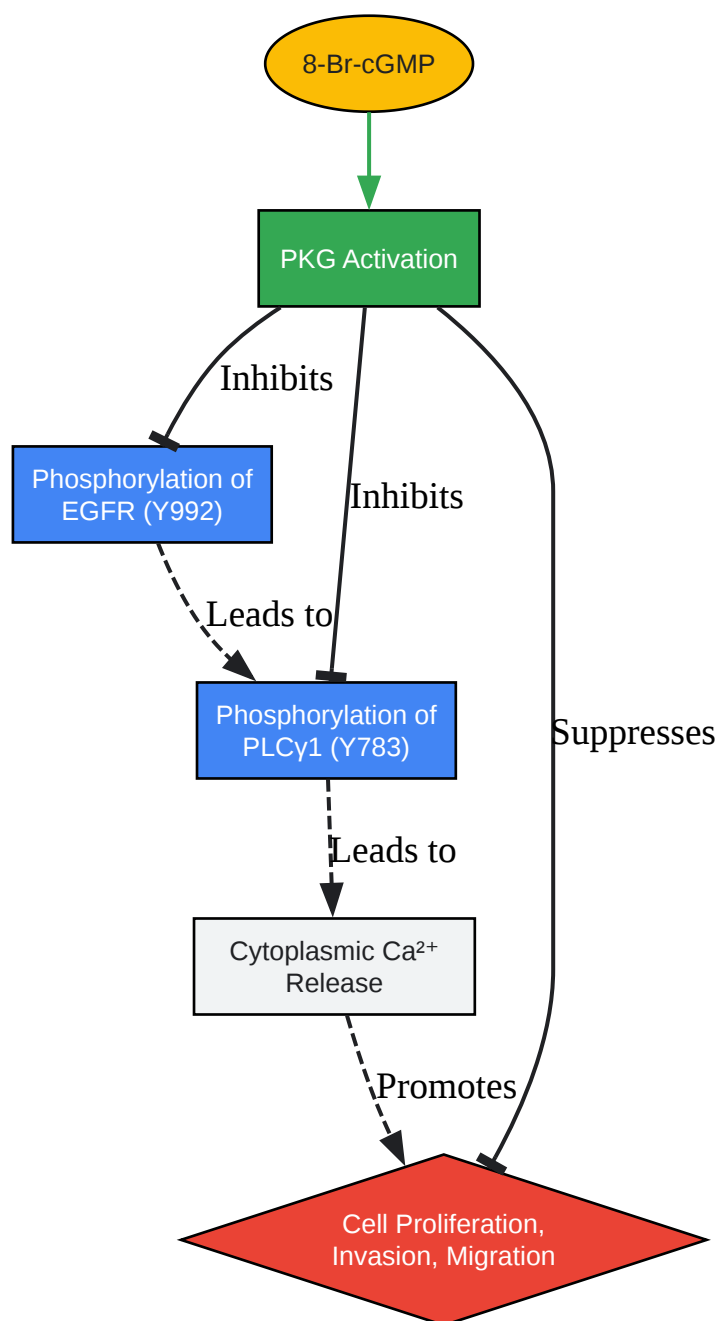 8-Br-cGMP
PKG Activation
Inhibits
Phosphorylation of
EGFR (Y992)
Inhibits
Leads to
Phosphorylation of
PLCγ1 (Y783)
Suppresses
Leads to
Cytoplasmic Ca²⁺
Release
Promotes
Cell Proliferation,
Invasion, Migration